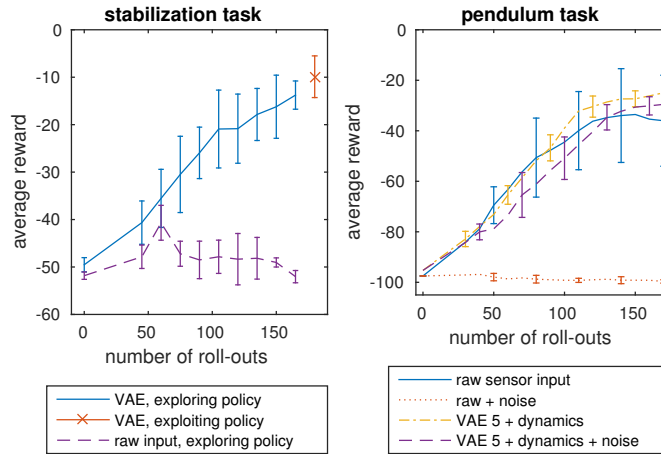 stabilization task
0
-10
-20
-30
-40
-50
-60
average reward
0 50 100 150
number of roll-outs
VAE, exploring policy
VAE, exploiting policy
raw input, exploring policy
pendulum task
0
-20
-40
-60
-80
-100
average reward
0 50 100 150
number of roll-outs
raw sensor input
raw + noise
VAE 5 + dynamics
VAE 5 + dynamics + noise